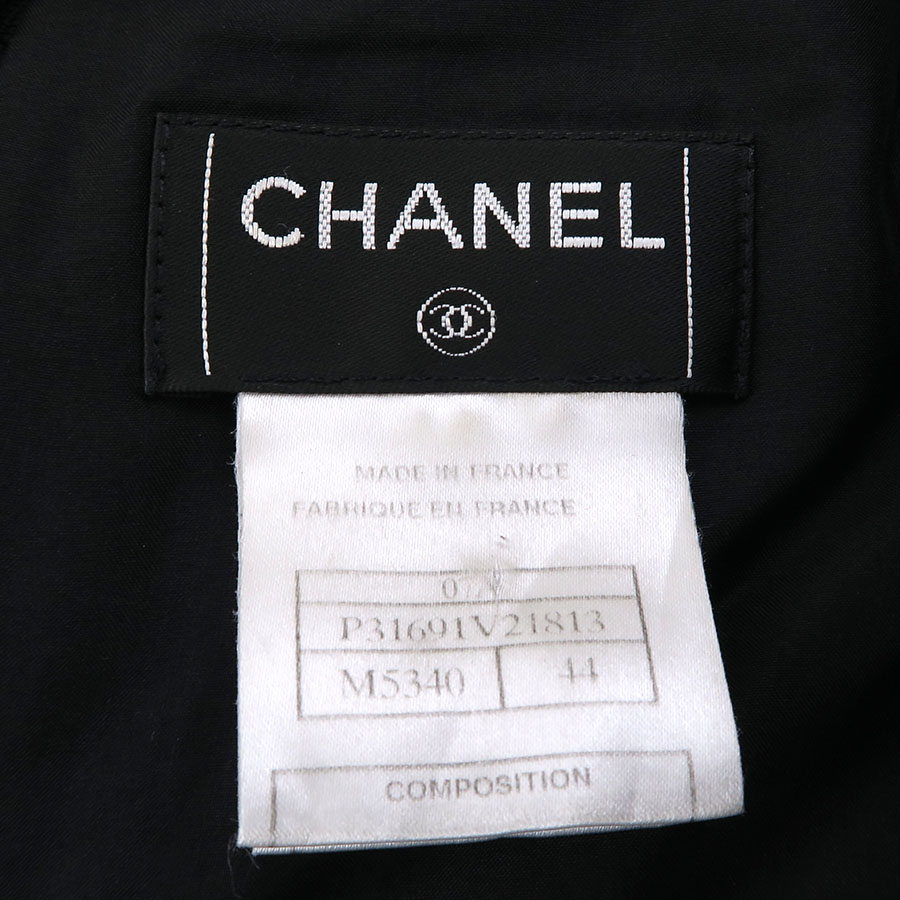 CHANEL
MADE IN FRANCE
FABRIQUE EN FRANCE
P31691V21813
M5340 44
COMPOSITION